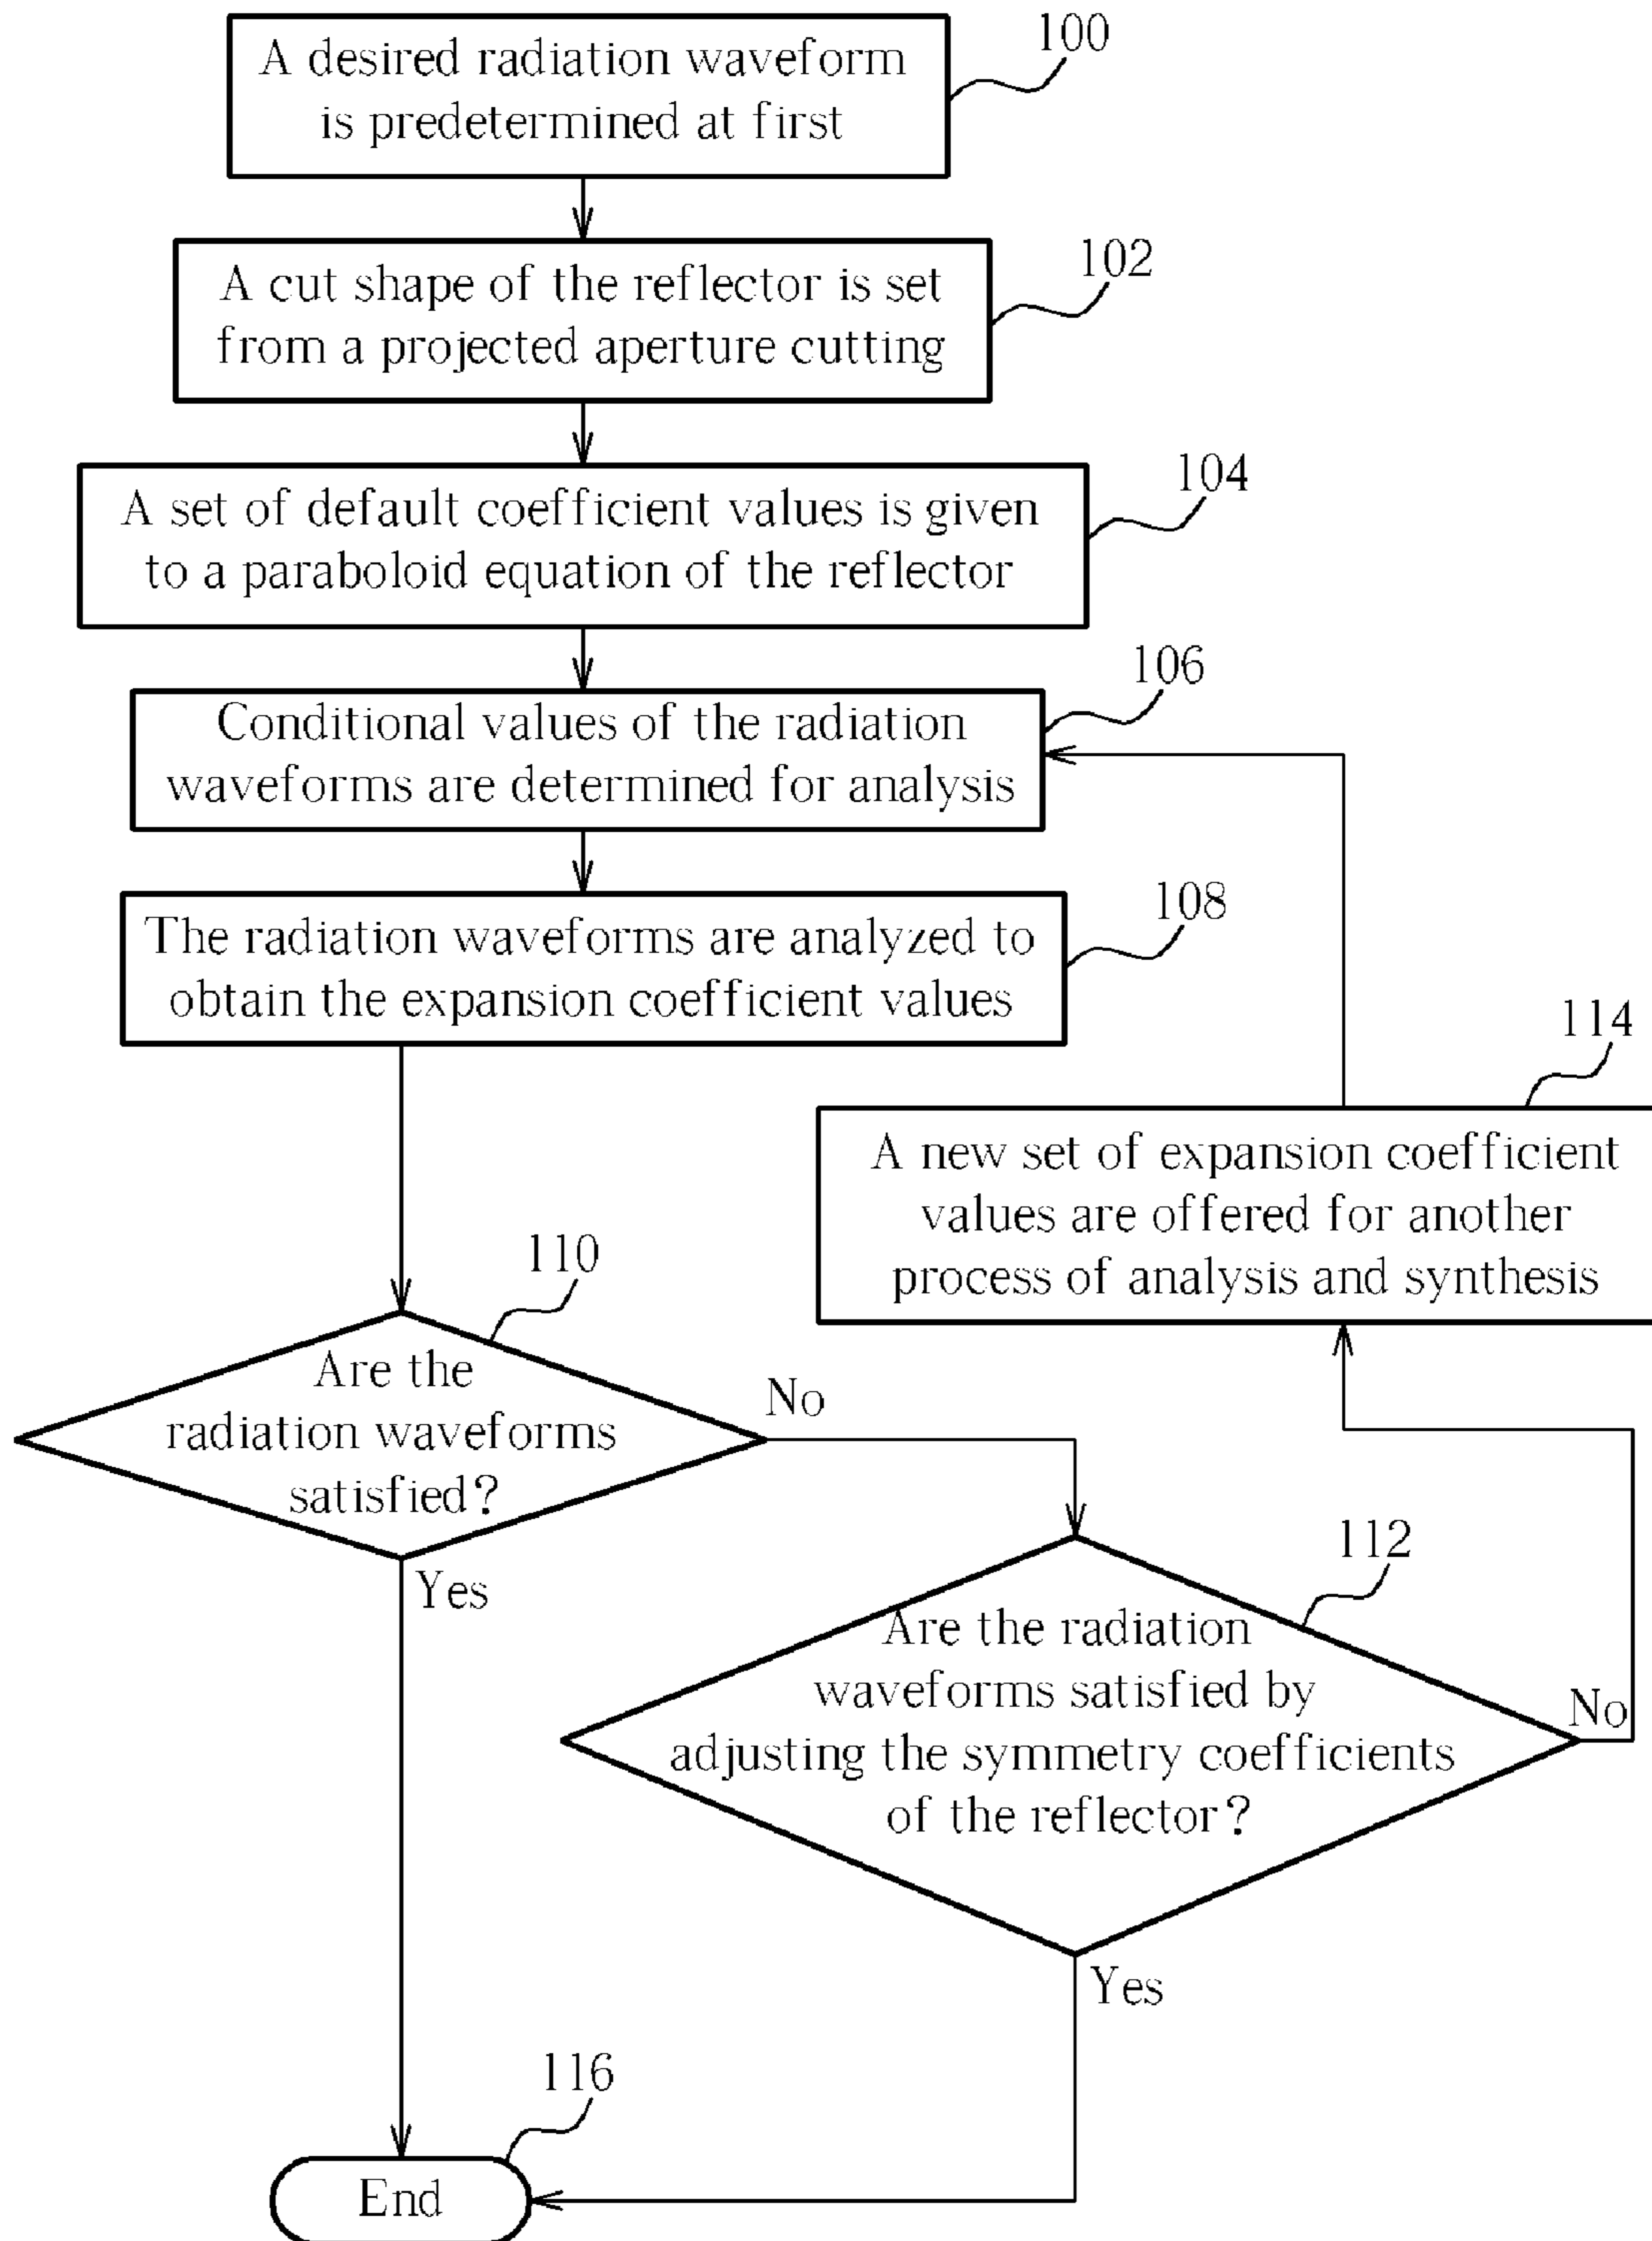 100
A desired radiation waveform
is predetermined at first
102
A cut shape of the reflector is set
from a projected aperture cutting
104
A set of default coefficient values is given
to a paraboloid equation of the reflector
106
Conditional values of the radiation
waveforms are determined for analysis
108
The radiation waveforms are analyzed to
obtain the expansion coefficient values
114
A new set of expansion coefficient
values are offered for another
process of analysis and synthesis
110
Are the
radiation waveforms
satisfied?
No
Yes
112
Are the radiation
waveforms satisfied by
adjusting the symmetry coefficients
of the reflector?
No
Yes
116
End